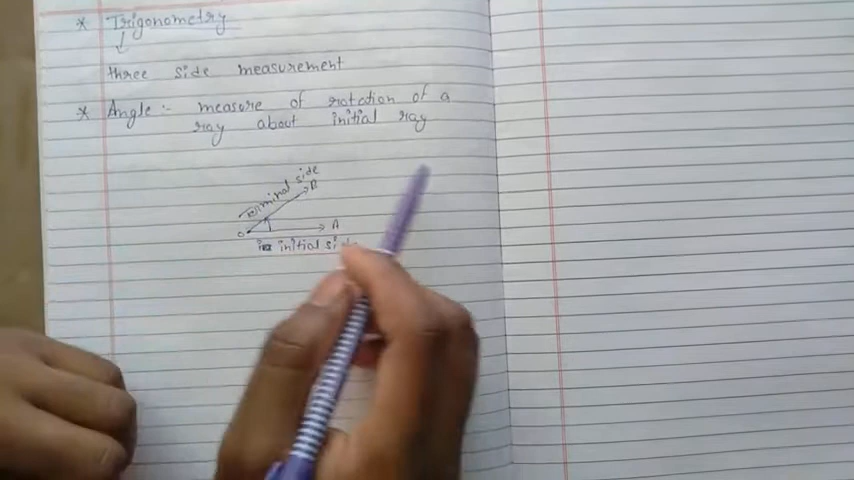 * Trigonometry
three side measurement
* Angle :- measure of rotation of a
ray about initial ray
Terminal side
B
O
A
initial side